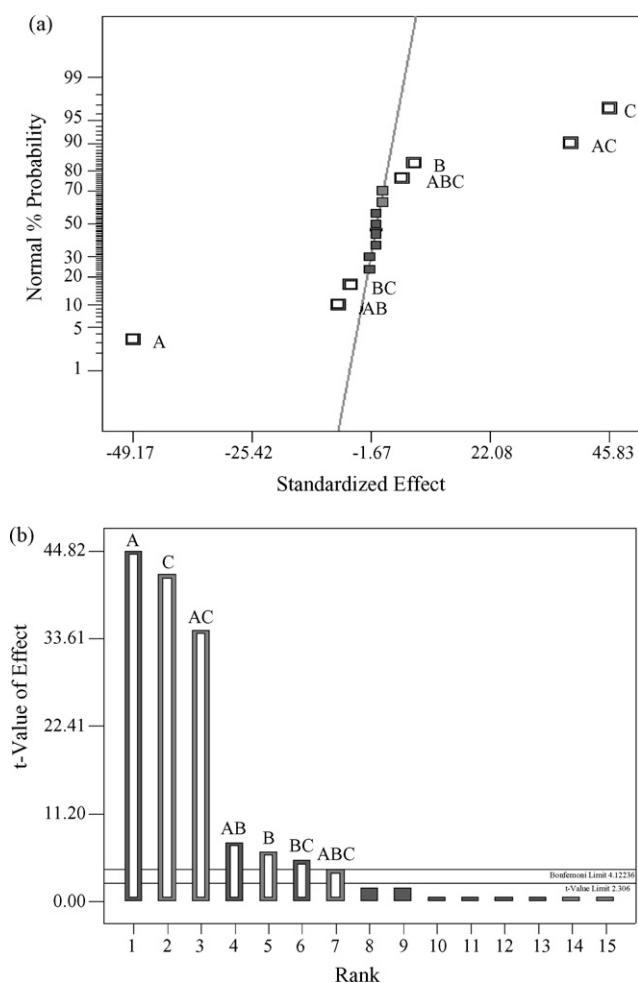 (a)
99
95
90
80
70
50
30
20
10
5
1
Normal % Probability
C
AC
B
ABC
BC
AB
A
-49.17
-25.42
-1.67
22.08
45.83
Standardized Effect
(b)
44.82
33.61
22.41
11.20
0.00
t-Value of Effect
A
C
AC
AB
B
BC
ABC
Bonferroni Limit 4.12236
t-Value Limit 2.306
1 2 3 4 5 6 7 8 9 10 11 12 13 14 15
Rank